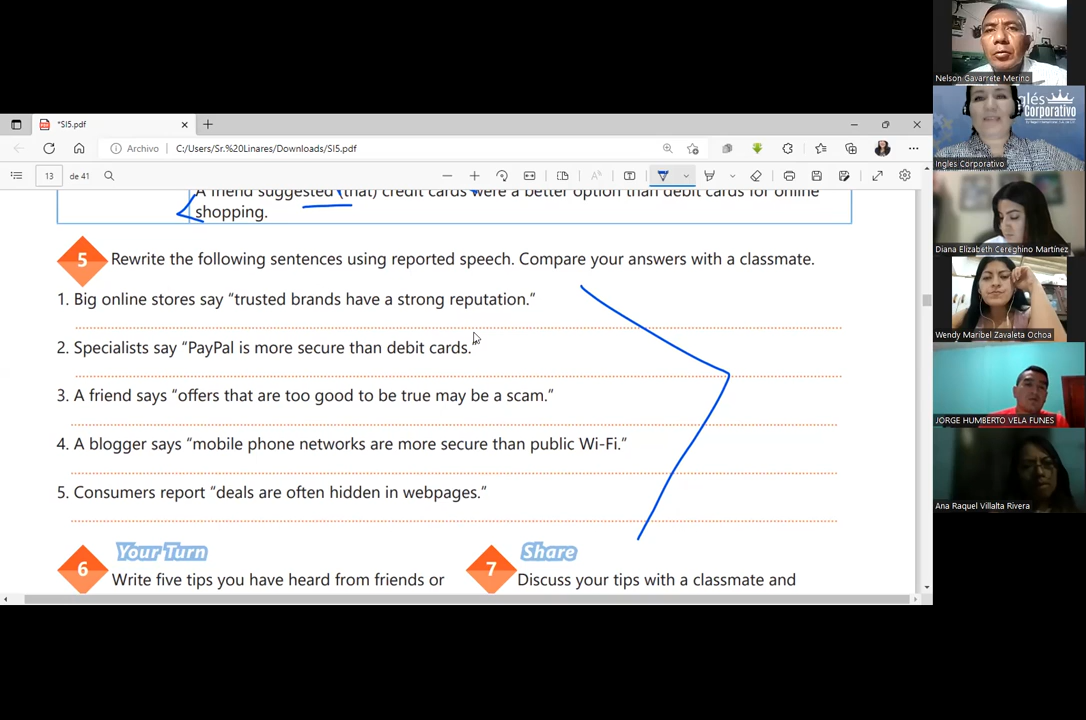 Nelson Gavarrete Merino
*SI5.pdf
Archivo
C:/Users/Sr.%20Linares/Downloads/SI5.pdf
glés
Corporativo
Ingles Corporativo
13
de 41
A friend suggested (that) credit cards were a better option than debit cards for online
shopping.
Diana Elizabeth Cereghino Martínez
5
Rewrite the following sentences using reported speech. Compare your answers with a classmate.
1. Big online stores say “trusted brands have a strong reputation.”
2. Specialists say “PayPal is more secure than debit cards.”
Wendy Maribel Zavaleta Ochoa
3. A friend says “offers that are too good to be true may be a scam.”
JORGE HUMBERTO VELA FUNES
4. A blogger says “mobile phone networks are more secure than public Wi-Fi.”
5. Consumers report “deals are often hidden in webpages.”
Ana Raquel Villalta Rivera
6
Your Turn
Write five tips you have heard from friends or
7
Share
Discuss your tips with a classmate and